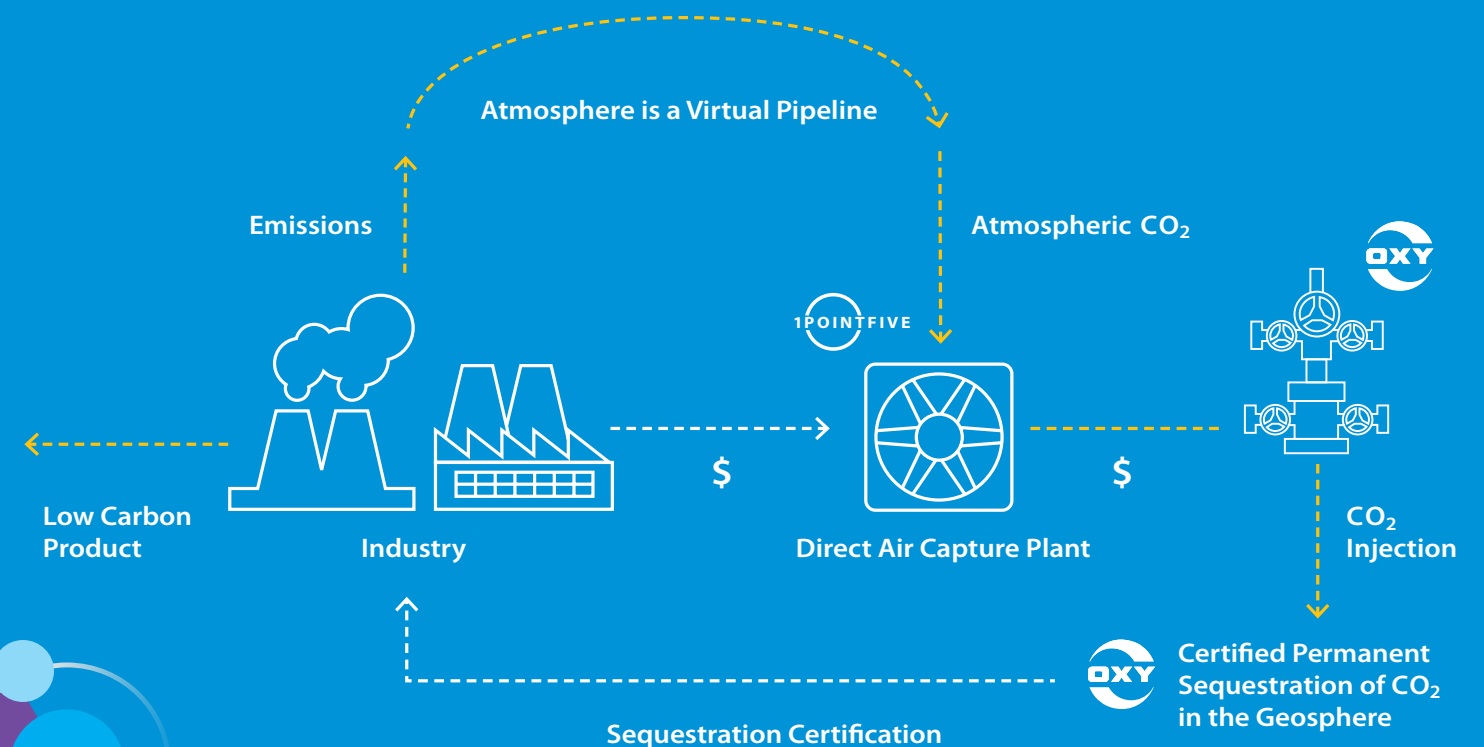 Atmosphere is a Virtual Pipeline
Emissions
Atmospheric CO₂
OXY
1POINTFIVE
$
$
Low Carbon
Product
Industry
Direct Air Capture Plant
CO₂
Injection
OXY
Certified Permanent
Sequestration of CO₂
in the Geosphere
Sequestration Certification